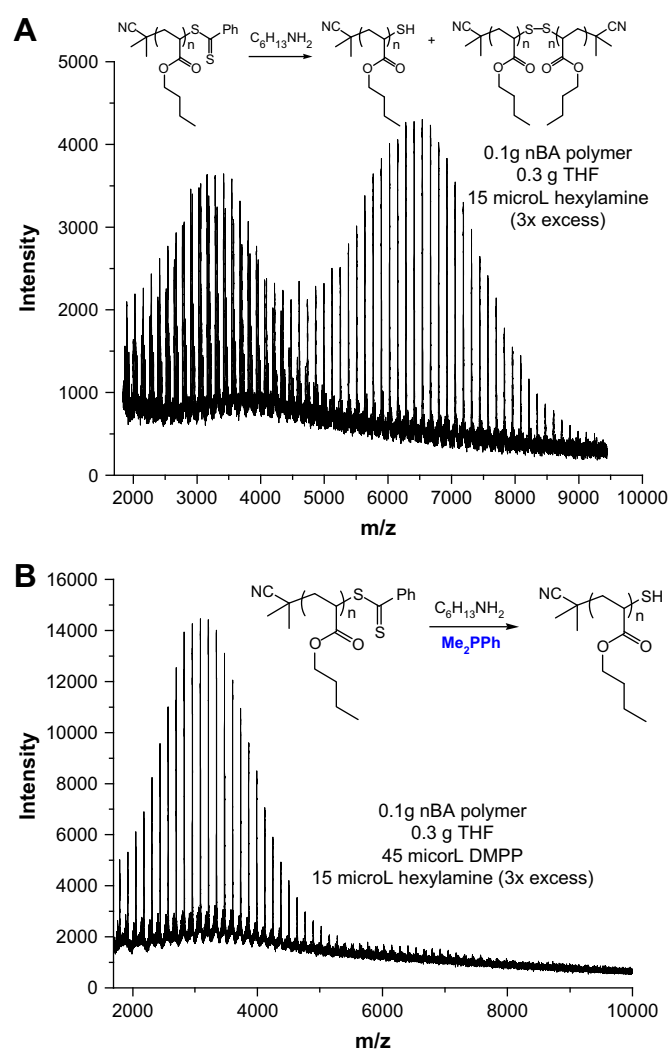 A
NC
n
S
Ph
S
O
O
C6H13NH2
NC
n
SH
O
O
+
NC
n
S-S
n
CN
O
O
O
O
0.1g nBA polymer
0.3 g THF
15 microL hexylamine
(3x excess)
Intensity
5000
4000
3000
2000
1000
0
2000 3000 4000 5000 6000 7000 8000 9000 10000
m/z
B
NC
n
S
Ph
S
O
O
C6H13NH2
Me2PPh
NC
n
SH
O
O
0.1g nBA polymer
0.3 g THF
45 micorL DMPP
15 microL hexylamine (3x excess)
Intensity
16000
14000
12000
10000
8000
6000
4000
2000
0
2000 4000 6000 8000 10000
m/z